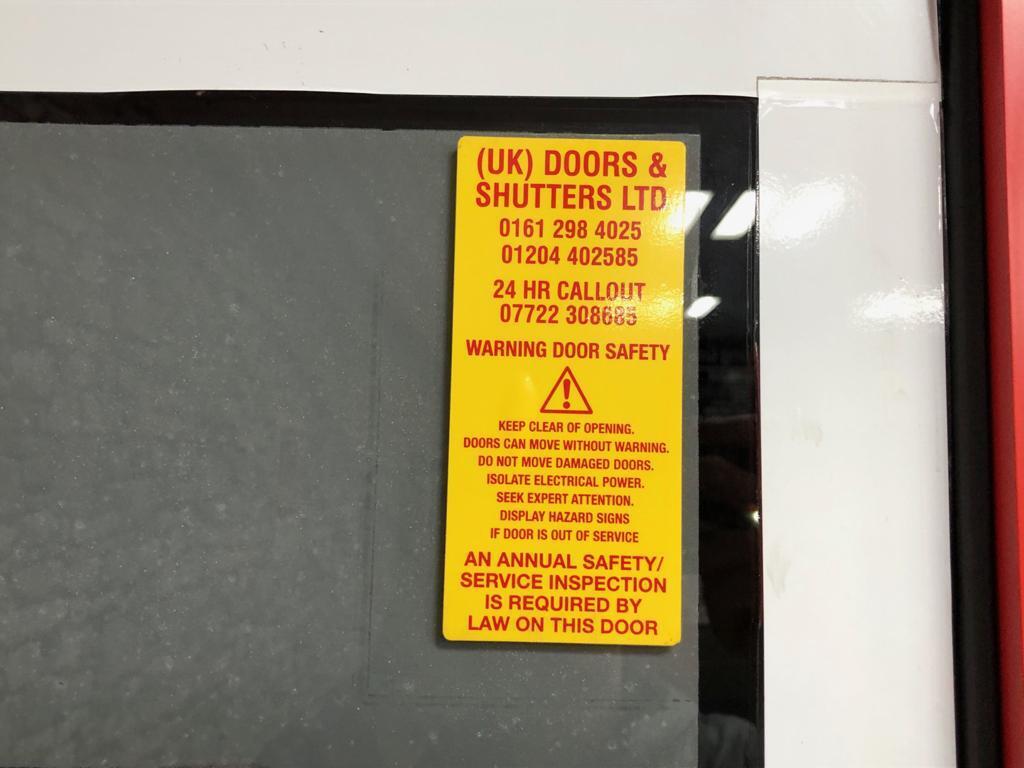 (UK) DOORS &
SHUTTERS LTD
0161 298 4025
01204 402585
24 HR CALLOUT
07722 308685
WARNING DOOR SAFETY
KEEP CLEAR OF OPENING.
DOORS CAN MOVE WITHOUT WARNING.
DO NOT MOVE DAMAGED DOORS.
ISOLATE ELECTRICAL POWER.
SEEK EXPERT ATTENTION.
DISPLAY HAZARD SIGNS
IF DOOR IS OUT OF SERVICE
AN ANNUAL SAFETY/
SERVICE INSPECTION
IS REQUIRED BY
LAW ON THIS DOOR